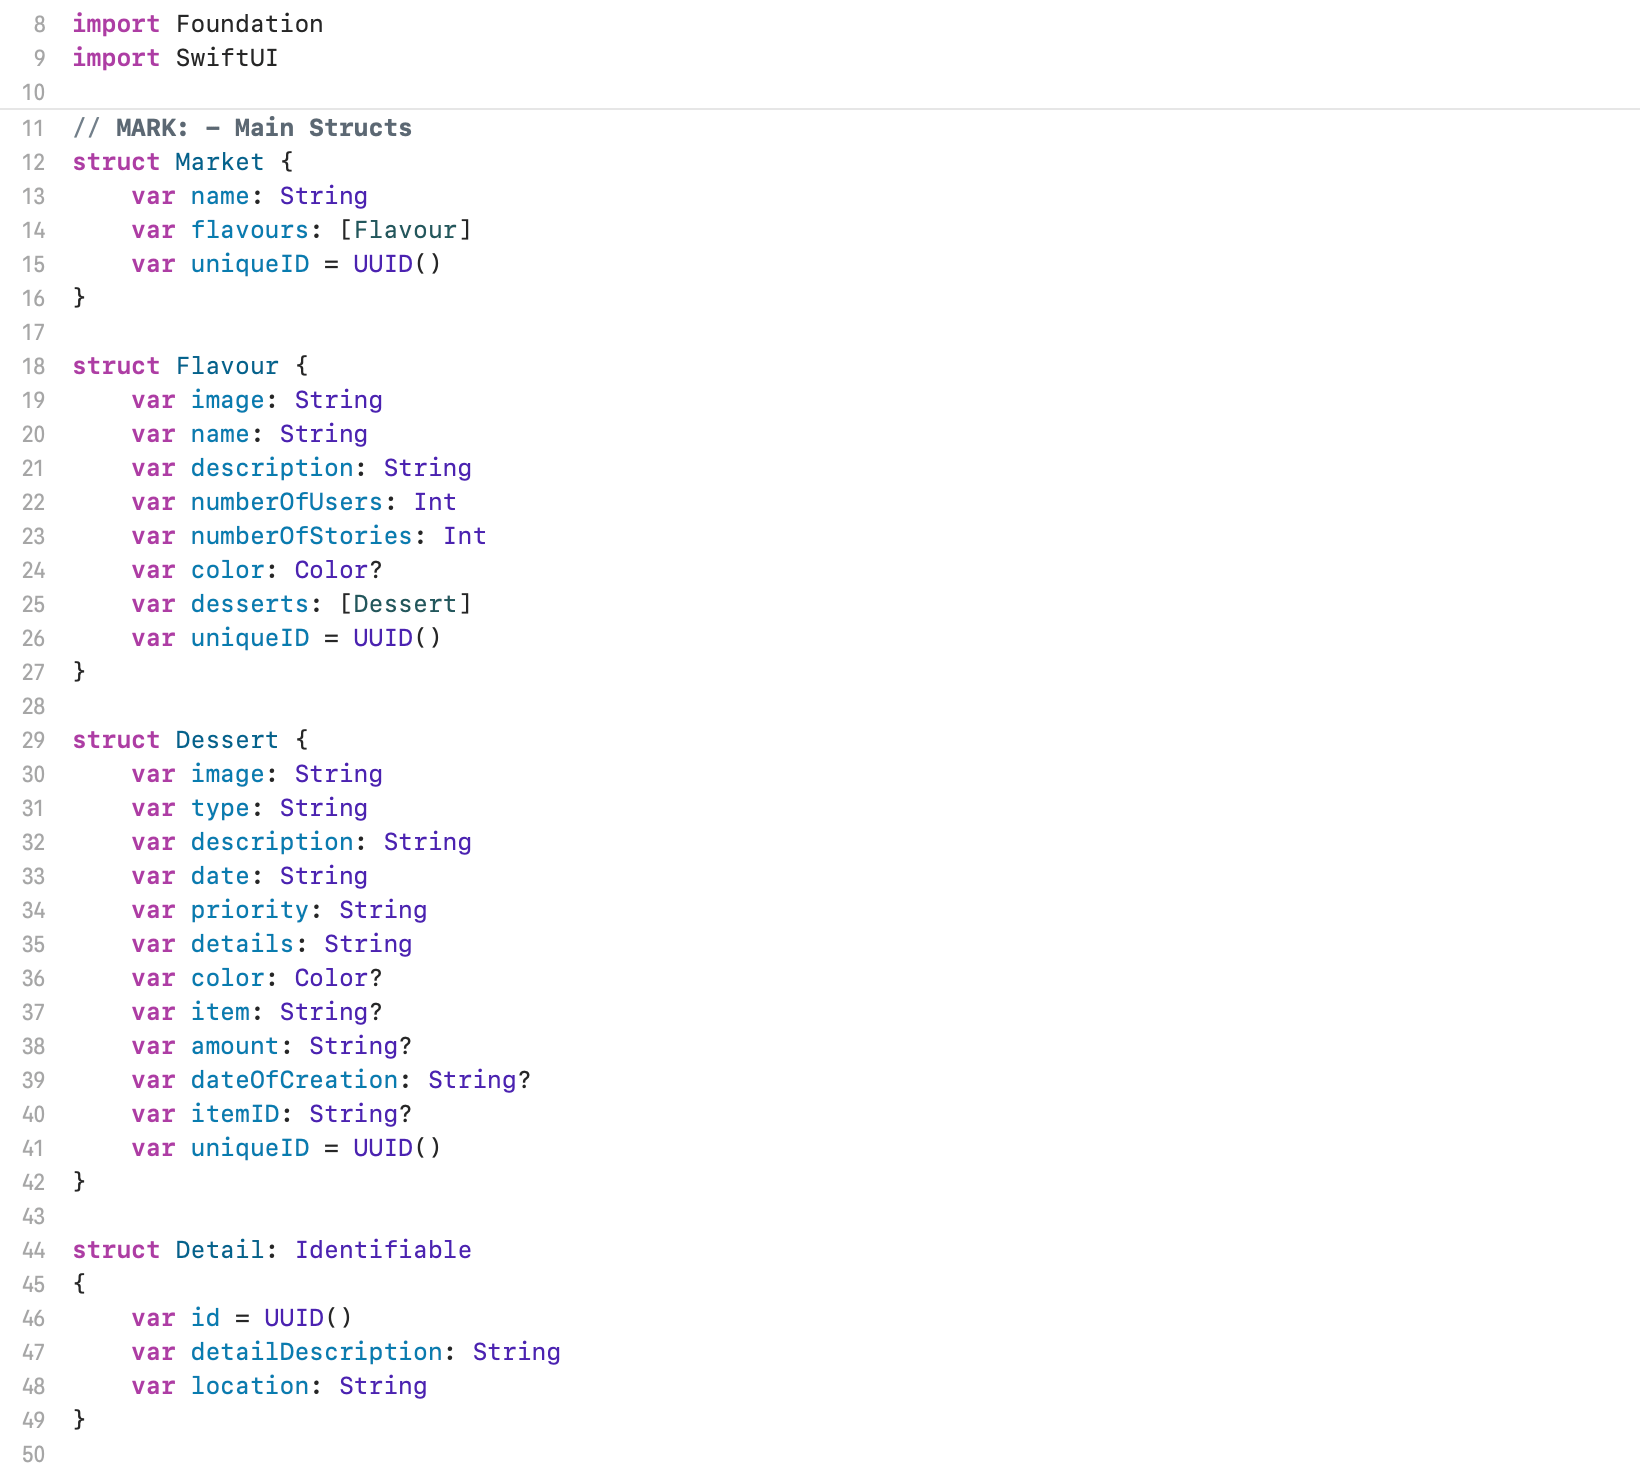 8 import Foundation
9 import SwiftUI
10
11 // MARK: - Main Structs
12 struct Market {
13     var name: String
14     var flavours: [Flavour]
15     var uniqueID = UUID()
16 }
17
18 struct Flavour {
19     var image: String
20     var name: String
21     var description: String
22     var numberOfUsers: Int
23     var numberOfStories: Int
24     var color: Color?
25     var desserts: [Dessert]
26     var uniqueID = UUID()
27 }
28
29 struct Dessert {
30     var image: String
31     var type: String
32     var description: String
33     var date: String
34     var priority: String
35     var details: String
36     var color: Color?
37     var item: String?
38     var amount: String?
39     var dateOfCreation: String?
40     var itemID: String?
41     var uniqueID = UUID()
42 }
43
44 struct Detail: Identifiable
45 {
46     var id = UUID()
47     var detailDescription: String
48     var location: String
49 }
50